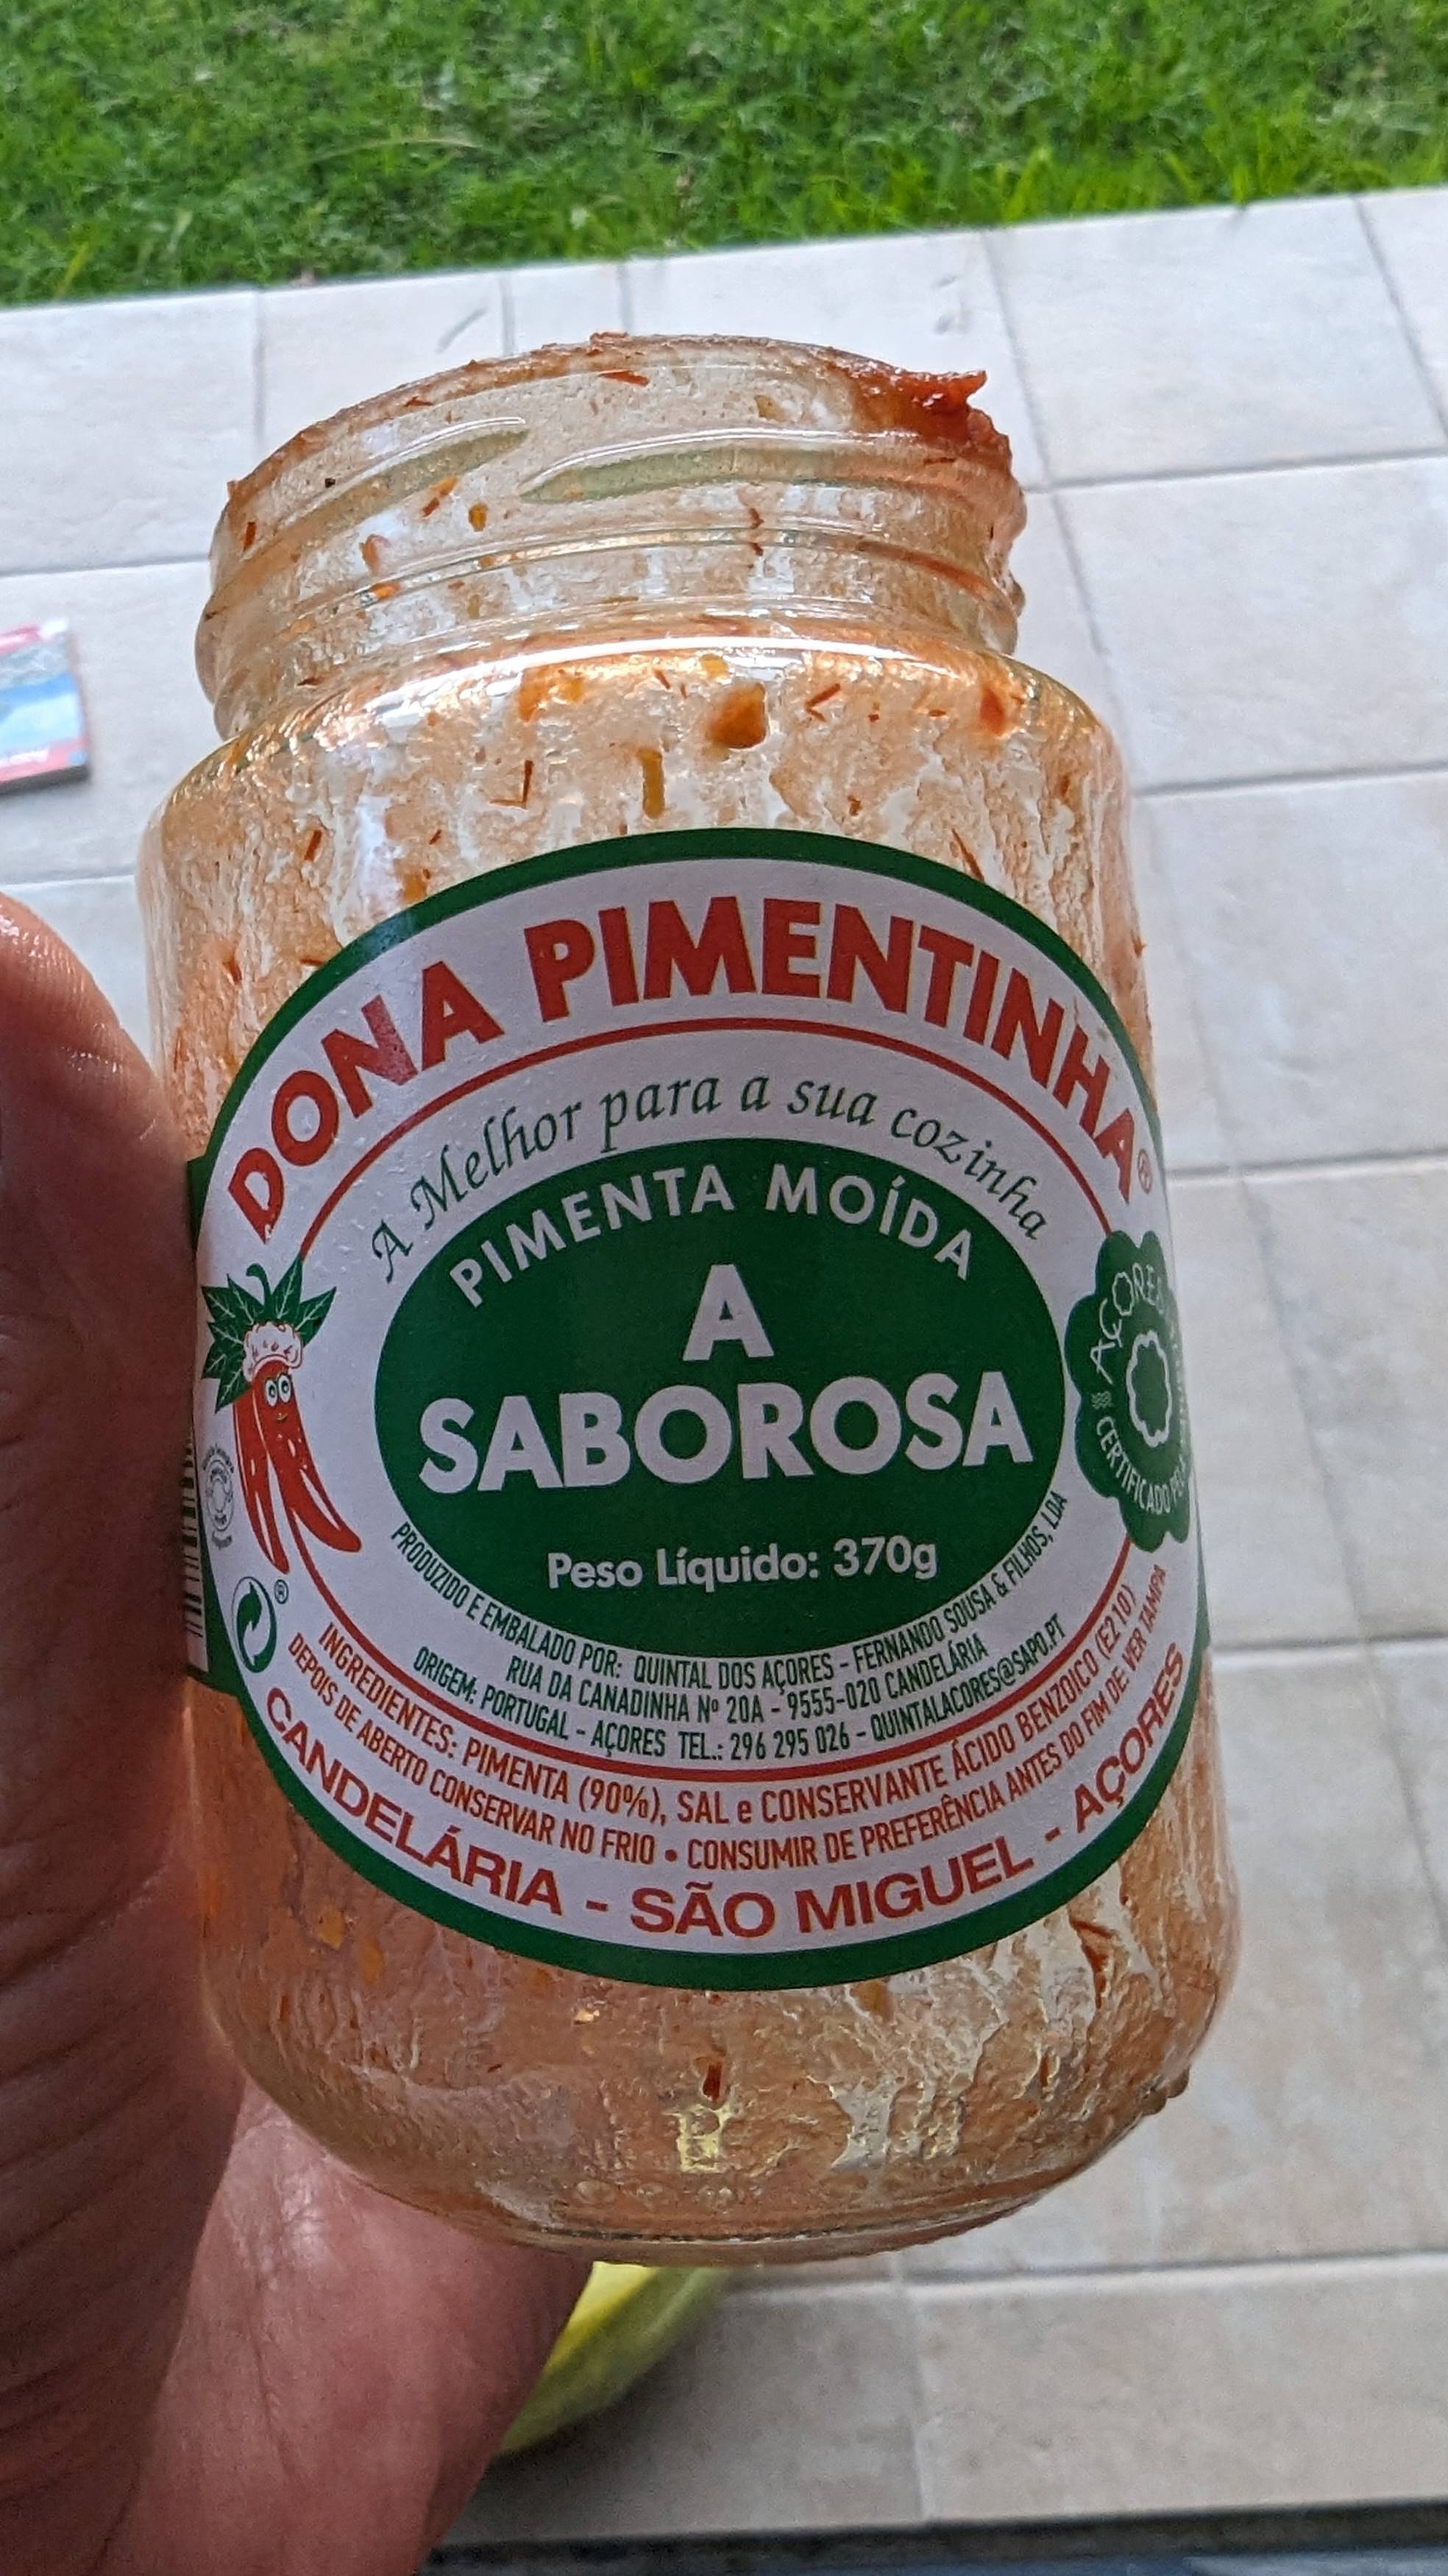 DONA PIMENTINHA®
A Melhor para a sua cozinha
PIMENTA MOÍDA
A
SABOROSA
Peso Líquido: 370g
PRODUZIDO E EMBALADO POR: QUINTAL DOS AÇORES - FERNANDO SOUSA & FILHOS, LDA
RUA DA CANADINHA Nº 20A - 9555-020 CANDELÁRIA
ORIGEM: PORTUGAL - AÇORES TEL.: 296 295 026 - QUINTALACORES@SAPO.PT
INGREDIENTES: PIMENTA (90%), SAL e CONSERVANTE ÁCIDO BENZOICO (E210)
DEPOIS DE ABERTO CONSERVAR NO FRIO • CONSUMIR DE PREFERÊNCIA ANTES DO FIM DE: VER TAMPA
CANDELÁRIA - SÃO MIGUEL - AÇORES
AÇORES
CERTIFICADO PELA
®